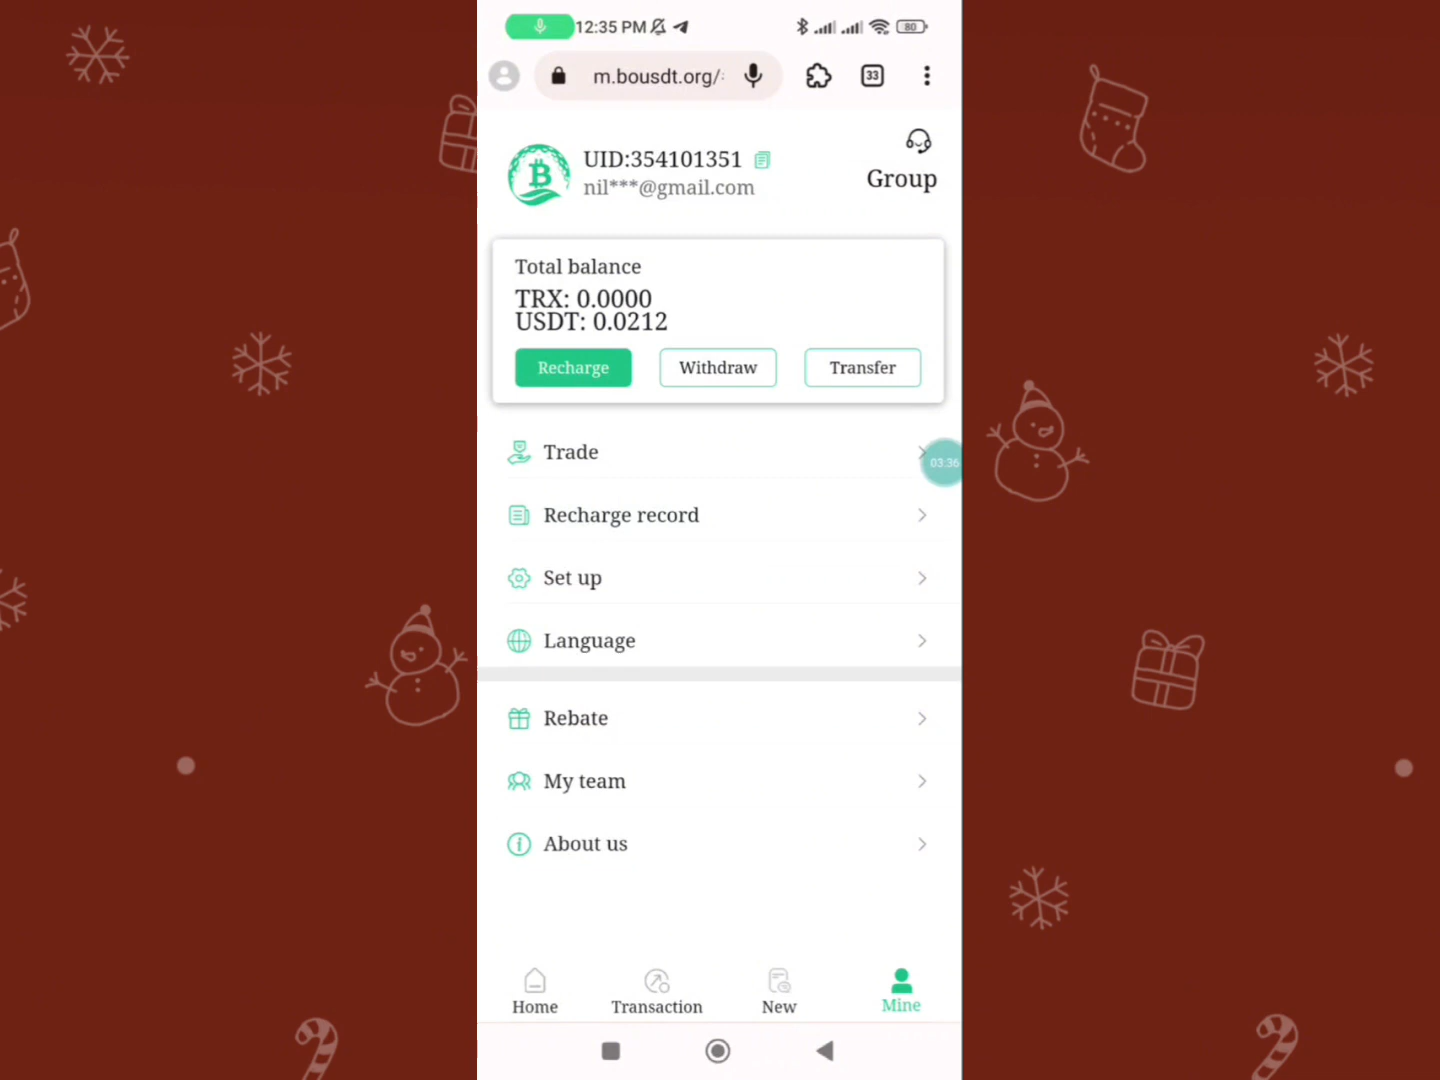 12:35 PM
80
m.bousdt.org/
33
UID:354101351
nil***@gmail.com
Group
Total balance
TRX: 0.0000
USDT: 0.0212
Recharge
Withdraw
Transfer
Trade
03:36
Recharge record
Set up
Language
Rebate
My team
About us
Home
Transaction
New
Mine